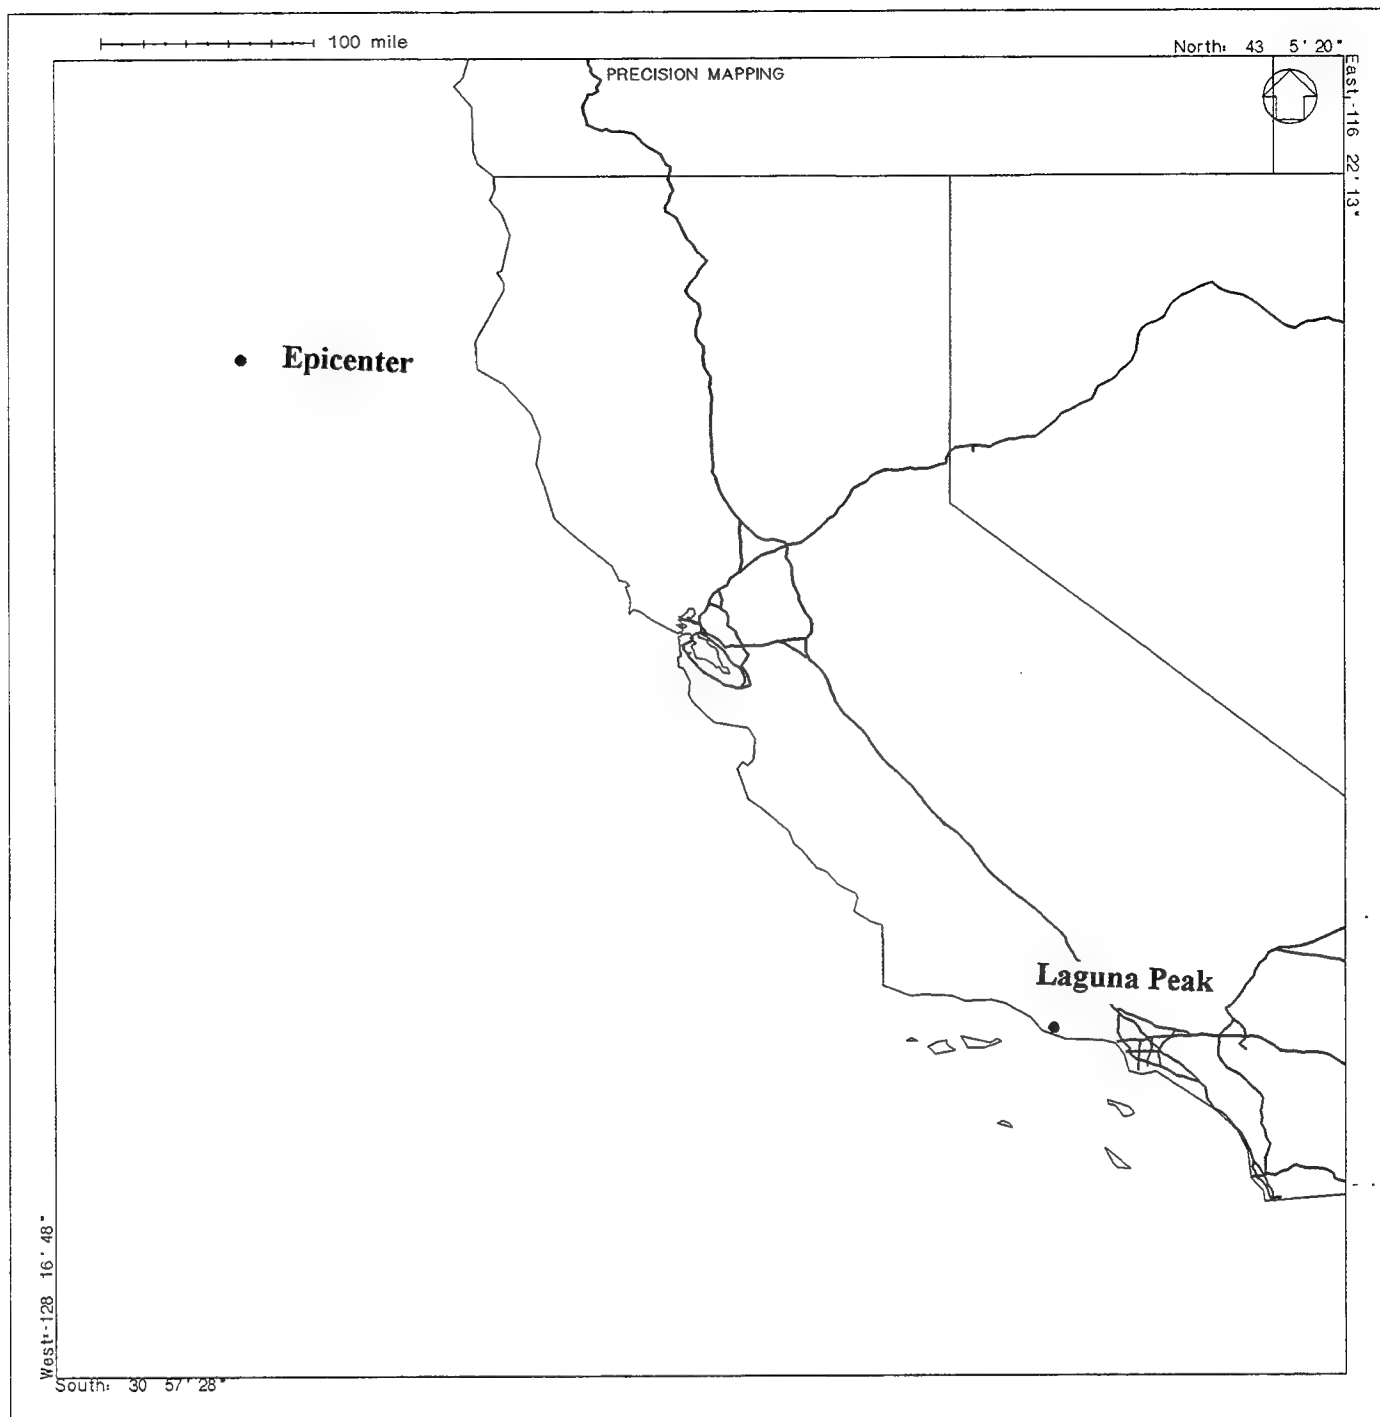 100 mile
North: 43 5' 20"
PRECISION MAPPING
East,-116 22' 13"
Epicenter
Laguna Peak
West:-128 16' 48"
South: 30 57' 28"